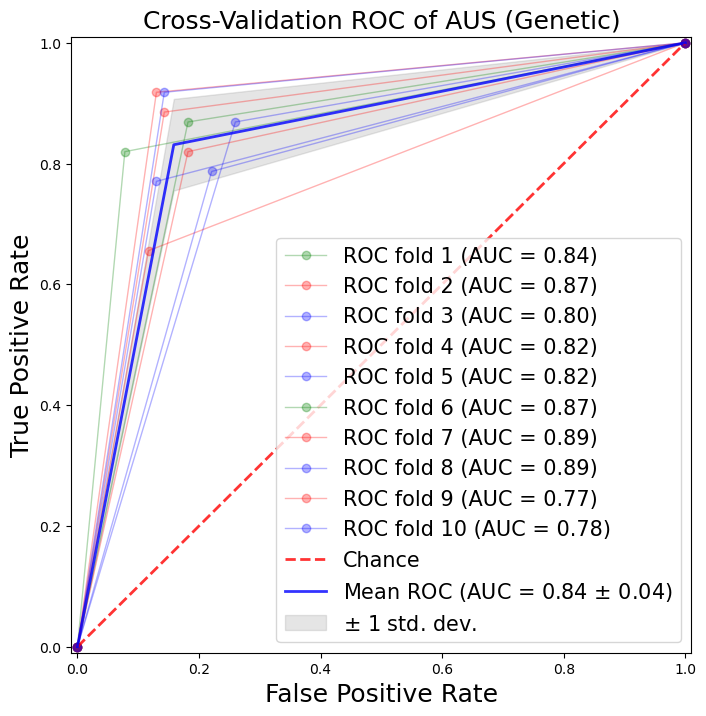 Cross-Validation ROC of AUS (Genetic)
True Positive Rate
1.0
0.8
0.6
0.4
0.2
0.0
ROC fold 1 (AUC = 0.84)
ROC fold 2 (AUC = 0.87)
ROC fold 3 (AUC = 0.80)
ROC fold 4 (AUC = 0.82)
ROC fold 5 (AUC = 0.82)
ROC fold 6 (AUC = 0.87)
ROC fold 7 (AUC = 0.89)
ROC fold 8 (AUC = 0.89)
ROC fold 9 (AUC = 0.77)
ROC fold 10 (AUC = 0.78)
Chance
Mean ROC (AUC = 0.84 ± 0.04)
± 1 std. dev.
0.0 0.2 0.4 0.6 0.8 1.0
False Positive Rate